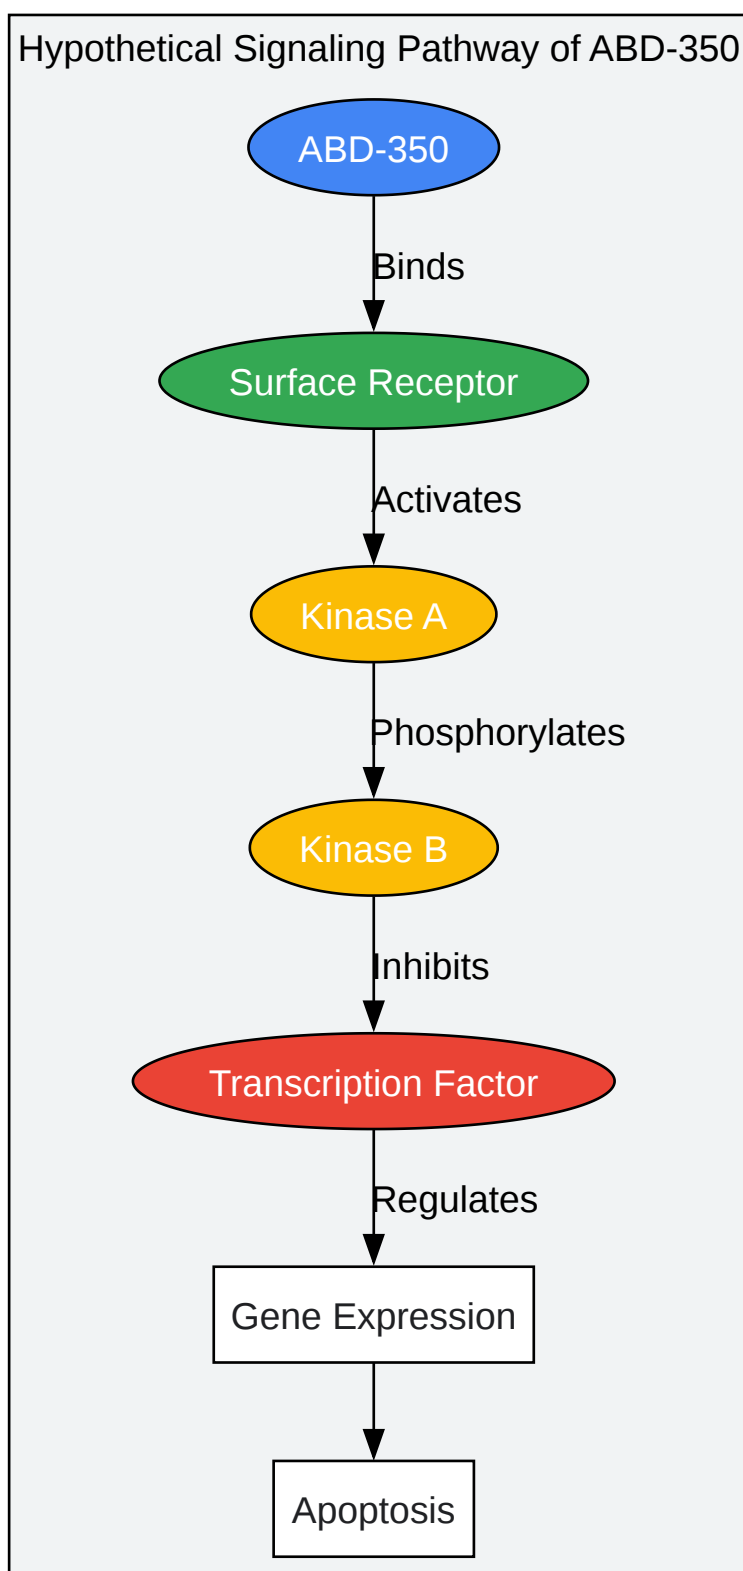 Hypothetical Signaling Pathway of ABD-350
ABD-350
Binds
Surface Receptor
Activates
Kinase A
Phosphorylates
Kinase B
Inhibits
Transcription Factor
Regulates
Gene Expression
Apoptosis